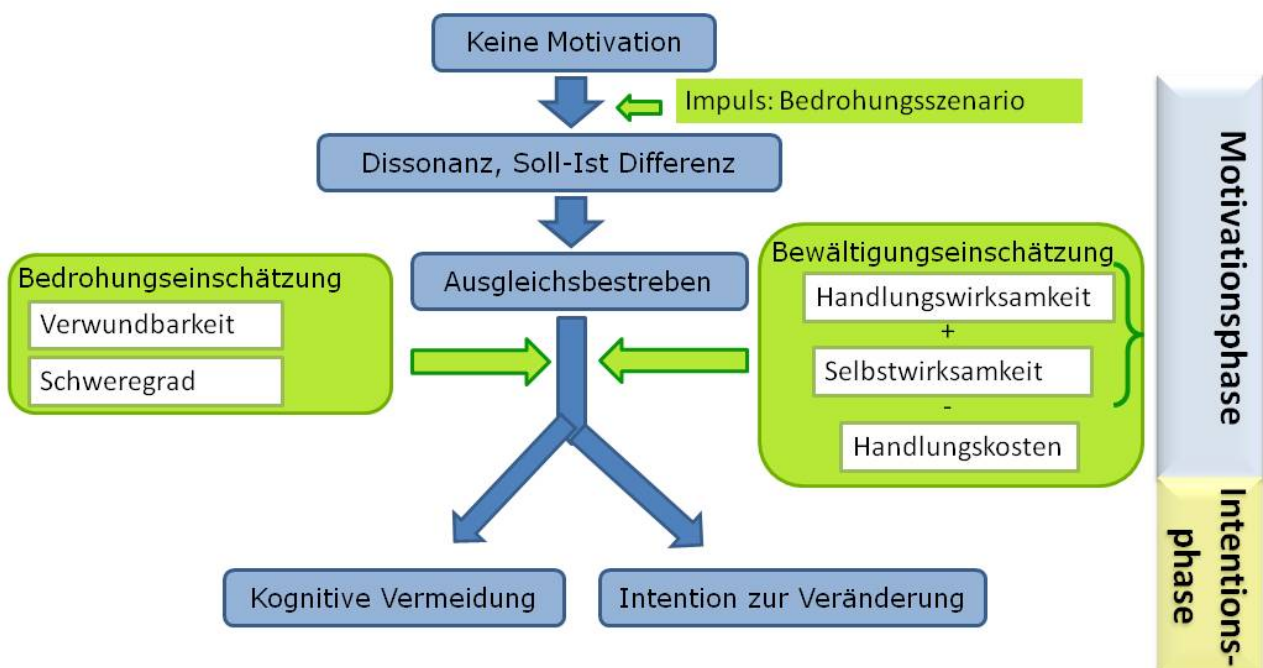 Keine Motivation
Impuls: Bedrohungsszenario
Dissonanz, Soll-Ist Differenz
Ausgleichsbestreben
Bedrohungseinschätzung
Verwundbarkeit
Schweregrad
Bewältigungseinschätzung
Handlungswirksamkeit
+
Selbstwirksamkeit
-
Handlungskosten
Kognitive Vermeidung
Intention zur Veränderung
Motivationsphase
Intentions-
phase